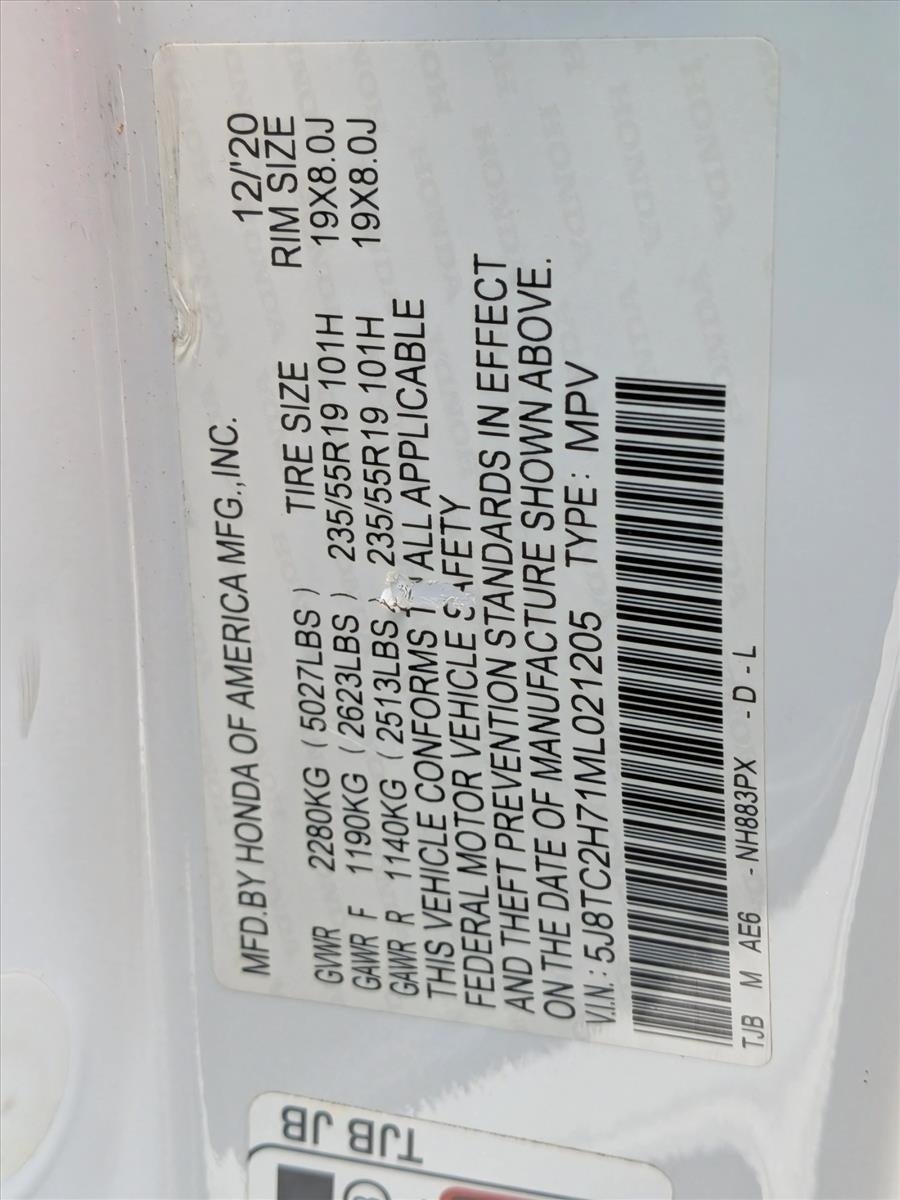 MFD.BY HONDA OF AMERICA MFG.,INC. 12/'20
TIRE SIZE RIM SIZE
GVWR 2280KG ( 5027LBS )
GAWR F 1190KG ( 2623LBS ) 235/55R19 101H 19X8.0J
GAWR R 1140KG ( 2513LBS 235/55R19 101H 19X8.0J
THIS VEHICLE CONFORMS ALL APPLICABLE
FEDERAL MOTOR VEHICLE SAFETY
AND THEFT PREVENTION STANDARDS IN EFFECT
ON THE DATE OF MANUFACTURE SHOWN ABOVE.
V.I.N.: 5J8TC2H71ML021205 TYPE: MPV
TJB M AE6 -NH883PX -D-L
TJB JB